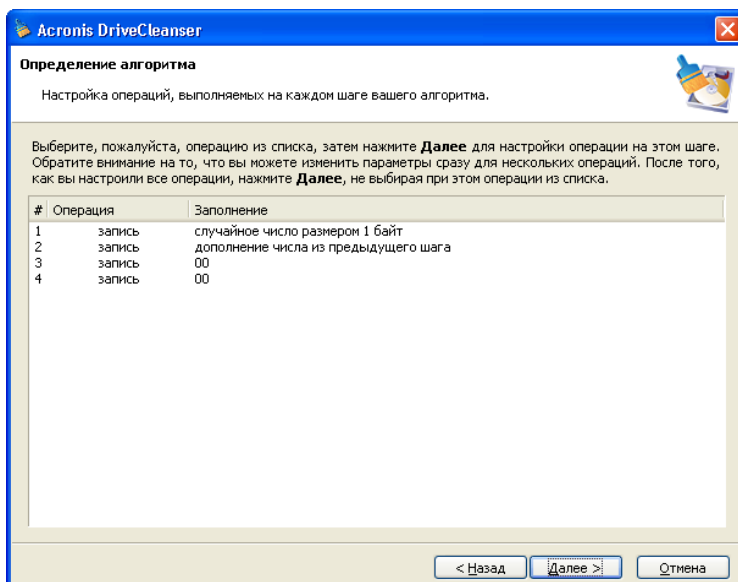 Acronis DriveCleanser
Определение алгоритма
Настройка операций, выполняемых на каждом шаге вашего алгоритма.
Выберите, пожалуйста, операцию из списка, затем нажмите Далее для настройки операции на этом шаге.
Обратите внимание на то, что вы можете изменить параметры сразу для нескольких операций. После того,
как вы настроили все операции, нажмите Далее, не выбирая при этом операции из списка.
# Операция Заполнение
1 запись случайное число размером 1 байт
2 запись дополнение числа из предыдущего шага
3 запись 00
4 запись 00
< Назад Далее > Отмена